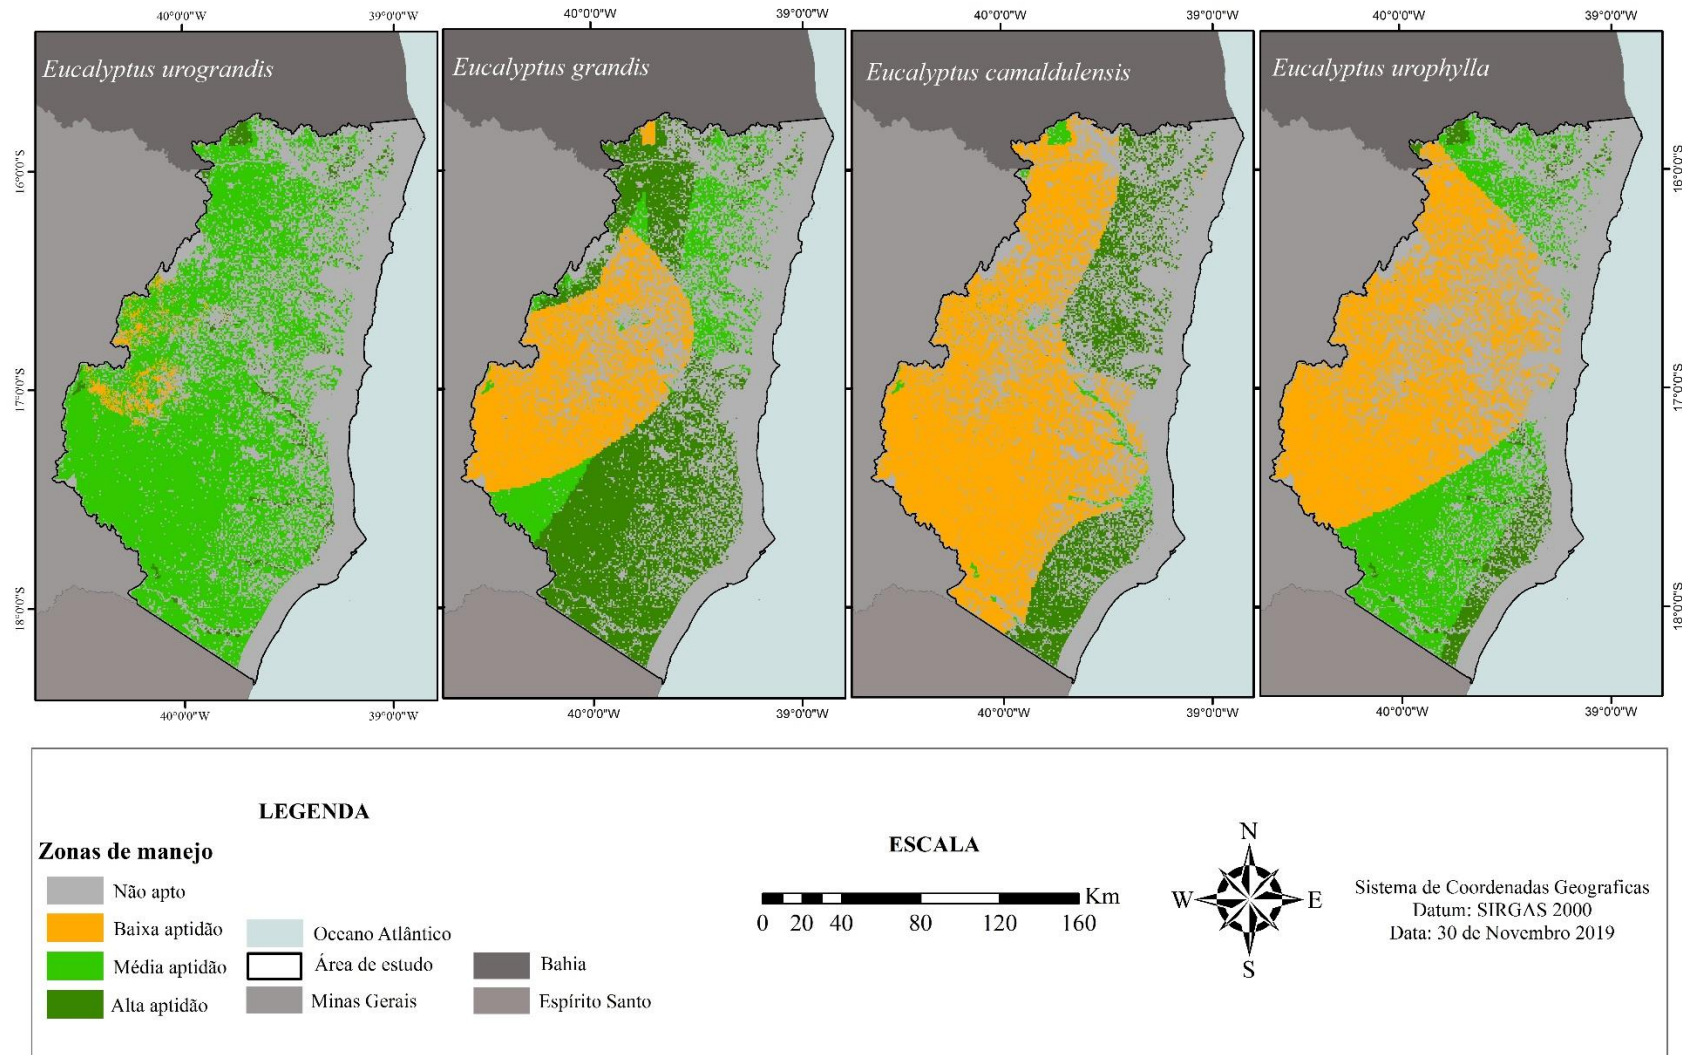 40°0'0"W 39°0'0"W 40°0'0"W 39°0'0"W 40°0'0"W 39°0'0"W 40°0'0"W 39°0'0"W
Eucalyptus urograndis
Eucalyptus grandis
Eucalyptus camaldulensis
Eucalyptus urophylla
16°0'0"S
16°0'0"S
17°0'0"S
17°0'0"S
18°0'0"S
18°0'0"S
40°0'0"W 39°0'0"W 40°0'0"W 39°0'0"W 40°0'0"W 39°0'0"W 40°0'0"W 39°0'0"W
LEGENDA
Zonas de manejo
Não apto
Baixa aptidão
Média aptidão
Alta aptidão
Oceano Atlântico
Área de estudo
Minas Gerais
Bahia
Espírito Santo
ESCALA
Km
0 20 40 80 120 160
N
W E
S
Sistema de Coordenadas Geograficas
Datum: SIRGAS 2000
Data: 30 de Novembro 2019